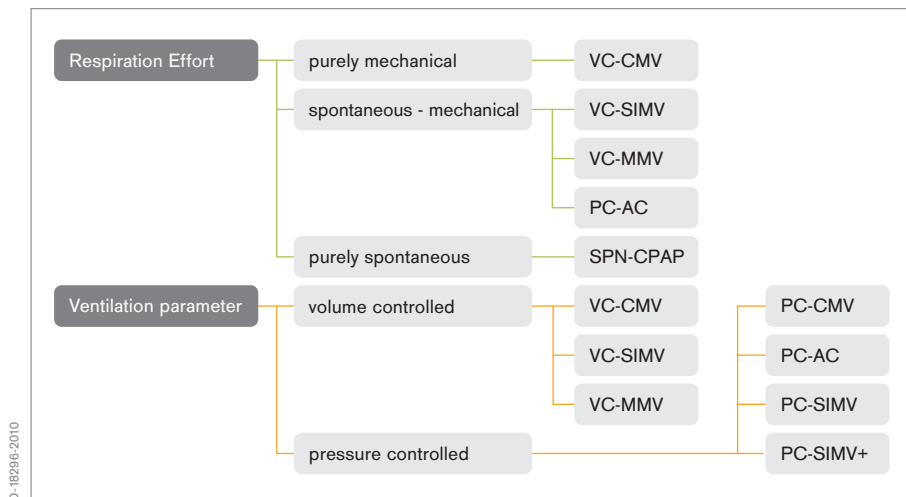 Respiration Effort
purely mechanical
VC-CMV
spontaneous - mechanical
VC-SIMV
VC-MMV
PC-AC
purely spontaneous
SPN-CPAP
Ventilation parameter
volume controlled
VC-CMV
PC-CMV
VC-SIMV
PC-AC
VC-MMV
PC-SIMV
pressure controlled
PC-SIMV+
-18296-2010